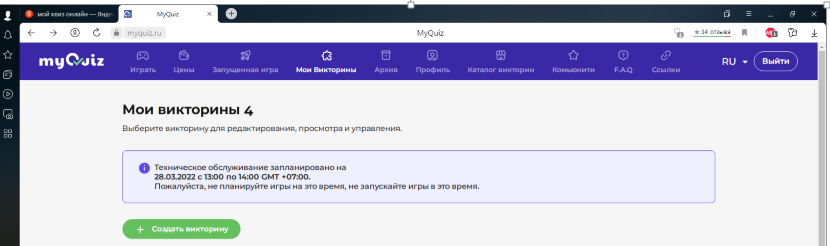 мой квиз онлайн — Янд
MyQuiz
myquiz.ru
MyQuiz
34 отзыва
myQuiz
Играть
Цены
Запущенная игра
Мои Викторины
Архив
Профиль
Каталог викторин
Комьюнити
F.A.Q
Ссылки
RU
Выйти
Мои викторины 4
Выберите викторину для редактирования, просмотра и управления.
Техническое обслуживание запланировано на
28.03.2022 с 13:00 по 14:00 GMT +07:00.
Пожалуйста, не планируйте игры на это время, не запускайте игры в это время.
+ Создать викторину